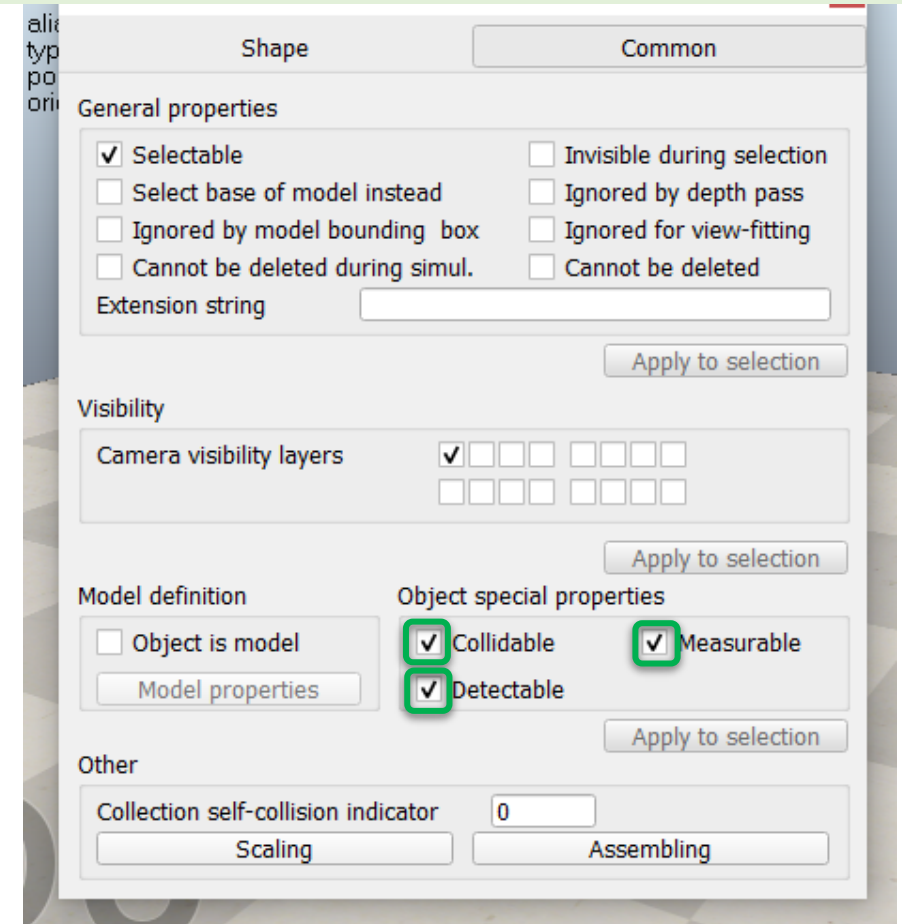 Shape Common
General properties
Selectable Invisible during selection
Select base of model instead Ignored by depth pass
Ignored by model bounding box Ignored for view-fitting
Cannot be deleted during simul. Cannot be deleted
Extension string
Apply to selection
Visibility
Camera visibility layers
Apply to selection
Model definition Object special properties
Object is model Collidable Measurable
Model properties Detectable
Apply to selection
Other
Collection self-collision indicator 0
Scaling Assembling